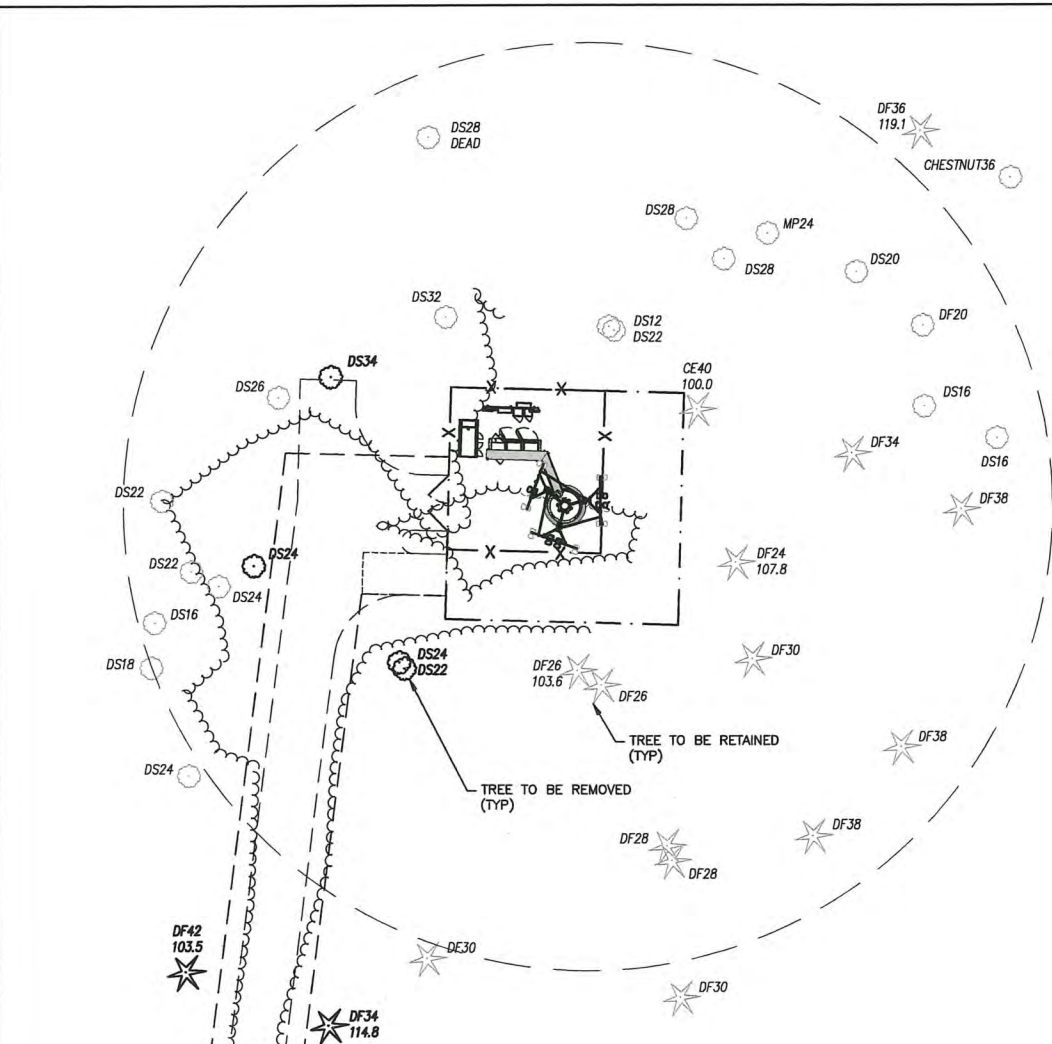 DF36
119.1
DS28
DEAD
CHESTNUT36
DS28
MP24
DS28
DS20
DS32
DS12
DS22
DF20
DS34
CE40
100.0
DS26
DS16
DF34
DS16
DS22
DF38
DS24
DF24
107.8
DS22
DS24
DS16
DS24
DS22
DS18
DF26
103.6
DF30
DF26
TREE TO BE RETAINED
(TYP)
DF38
DS24
TREE TO BE REMOVED
(TYP)
DF38
DF28
DF28
DF42
103.5
DF30
DF30
DF34
114.8
X
X
X
X
X
X